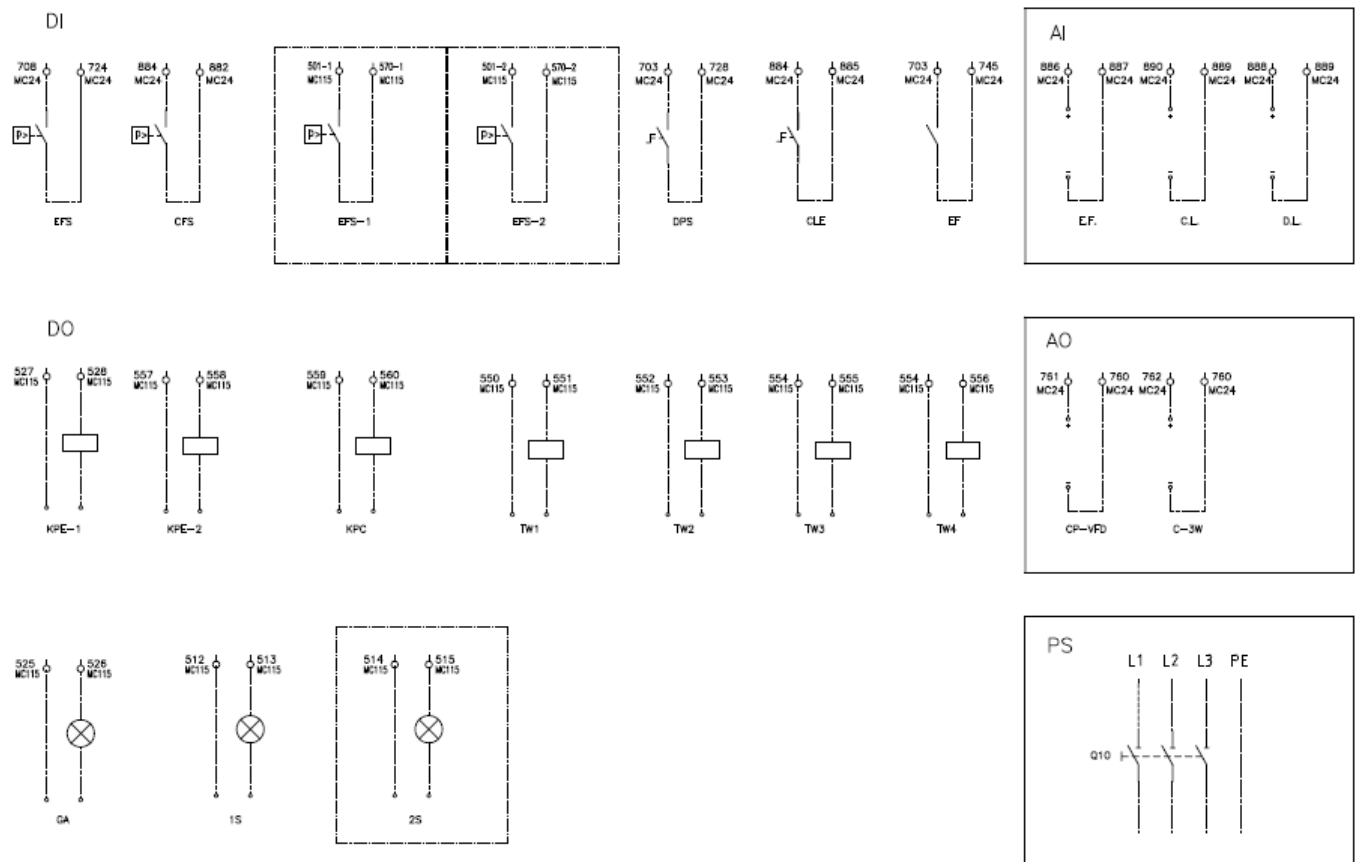 DI
708 724 884 882 501-1 570-1 501-2 570-2 703 728 884 885 703 745
MC24 MC24 MC24 MC24 MC115 MC115 MC115 MC115 MC24 MC24 MC24 MC24 MC24 MC24
P> P> P> P>
EFS CFS EFS-1 EFS-2 DPS CLE EF
AI
886 887 890 889 888 889
MC24 MC24 MC24 MC24 MC24 MC24
+ + +
- - -
E.F. C.L. D.L.
DO
527 528 557 558 559 560 550 551 552 553 554 555 554 556
MC115 MC115 MC115 MC115 MC115 MC115 MC115 MC115 MC115 MC115 MC115 MC115 MC115 MC115
KPE-1 KPE-2 KPC TW1 TW2 TW3 TW4
AO
761 760 762 760
MC24 MC24 MC24 MC24
+ +
- -
CP-VFD C-3W
525 526 512 513 514 515
MC115 MC115 MC115 MC115 MC115 MC115
GA 1S 2S
PS
L1 L2 L3 PE
Q10